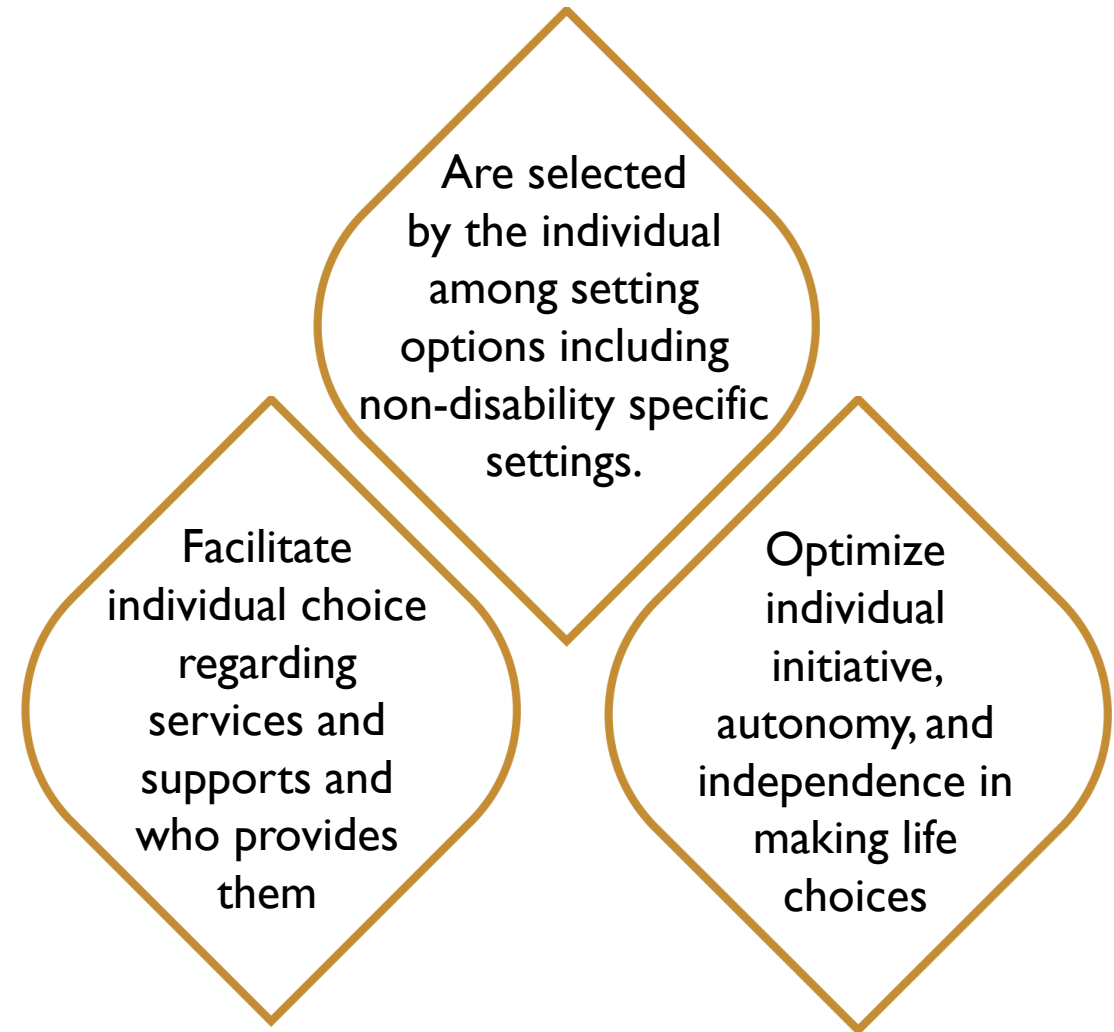 Are selected
by the individual
among setting
options including
non-disability specific
settings.
Facilitate
individual choice
regarding
services and
supports and
who provides
them
Optimize
individual
initiative,
autonomy, and
independence in
making life
choices